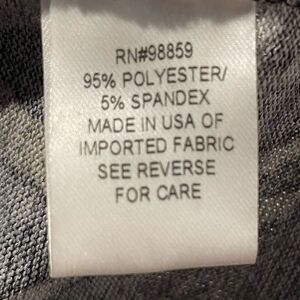 RN#98859
95% POLYESTER/
5% SPANDEX
MADE IN USA OF
IMPORTED FABRIC
SEE REVERSE
FOR CARE